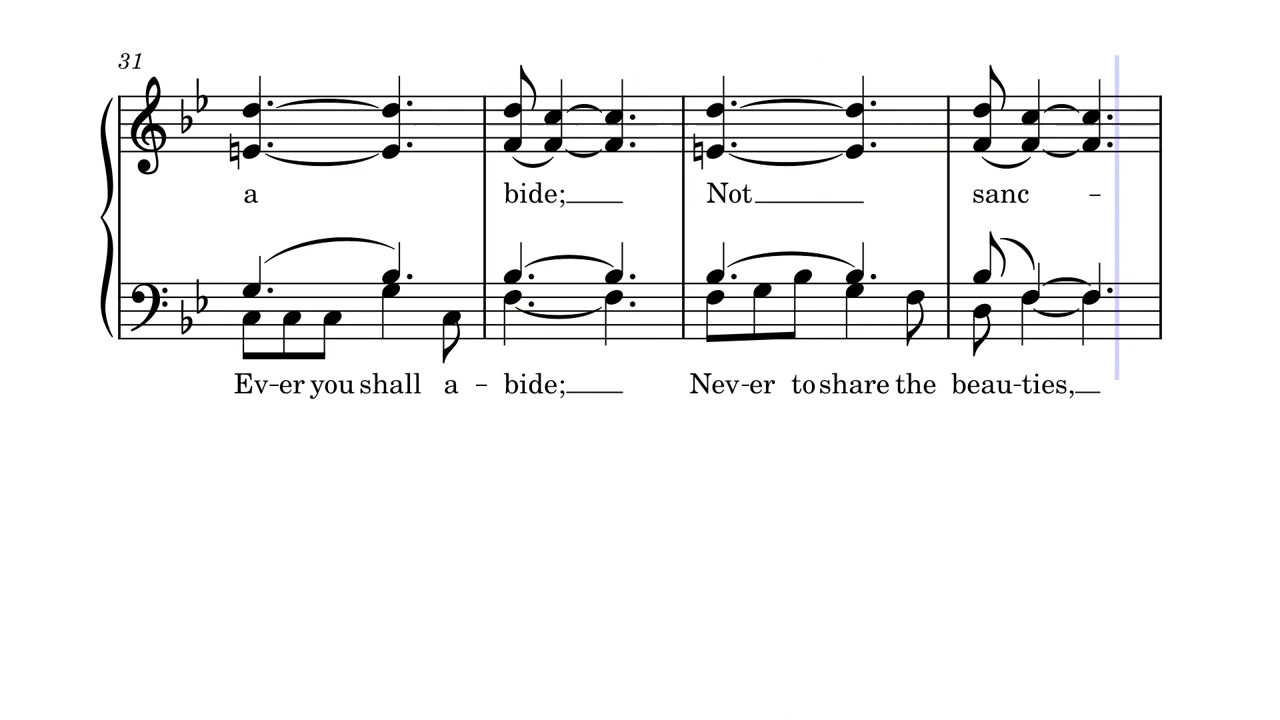 31
a bide; Not sanc -
Ev-er you shall a - bide; Nev-er to share the beau-ties,